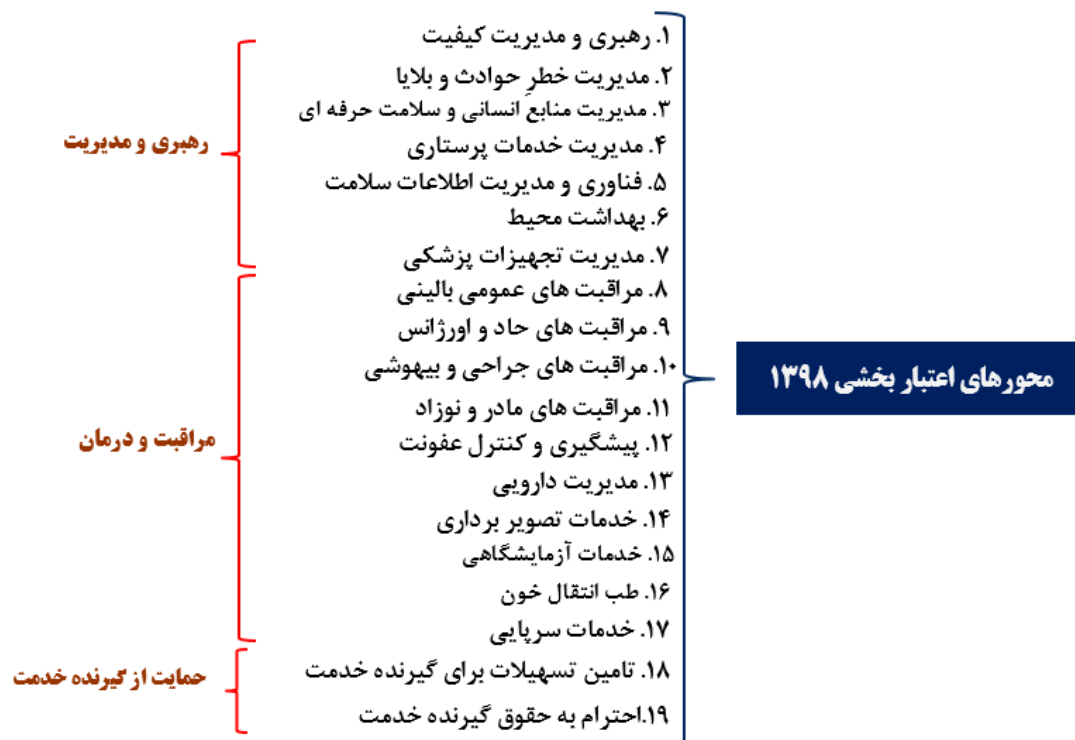 محورهای اعتبار بخشی ۱۳۹۸
رهبری و مدیریت
۱. رهبری و مدیریت کیفیت
۲. مدیریت خطرِ حوادث و بلایا
۳. مدیریت منابع انسانی و سلامت حرفه ای
۴. مدیریت خدمات پرستاری
۵. فناوری و مدیریت اطلاعات سلامت
۶. بهداشت محیط
۷. مدیریت تجهیزات پزشکی
مراقبت و درمان
۸. مراقبت های عمومی بالینی
۹. مراقبت های حاد و اورژانس
۱۰. مراقبت های جراحی و بیهوشی
۱۱. مراقبت های مادر و نوزاد
۱۲. پیشگیری و کنترل عفونت
۱۳. مدیریت دارویی
۱۴. خدمات تصویر برداری
۱۵. خدمات آزمایشگاهی
۱۶. طب انتقال خون
۱۷. خدمات سرپایی
حمایت از گیرنده خدمت
۱۸. تامین تسهیلات برای گیرنده خدمت
۱۹.احترام به حقوق گیرنده خدمت